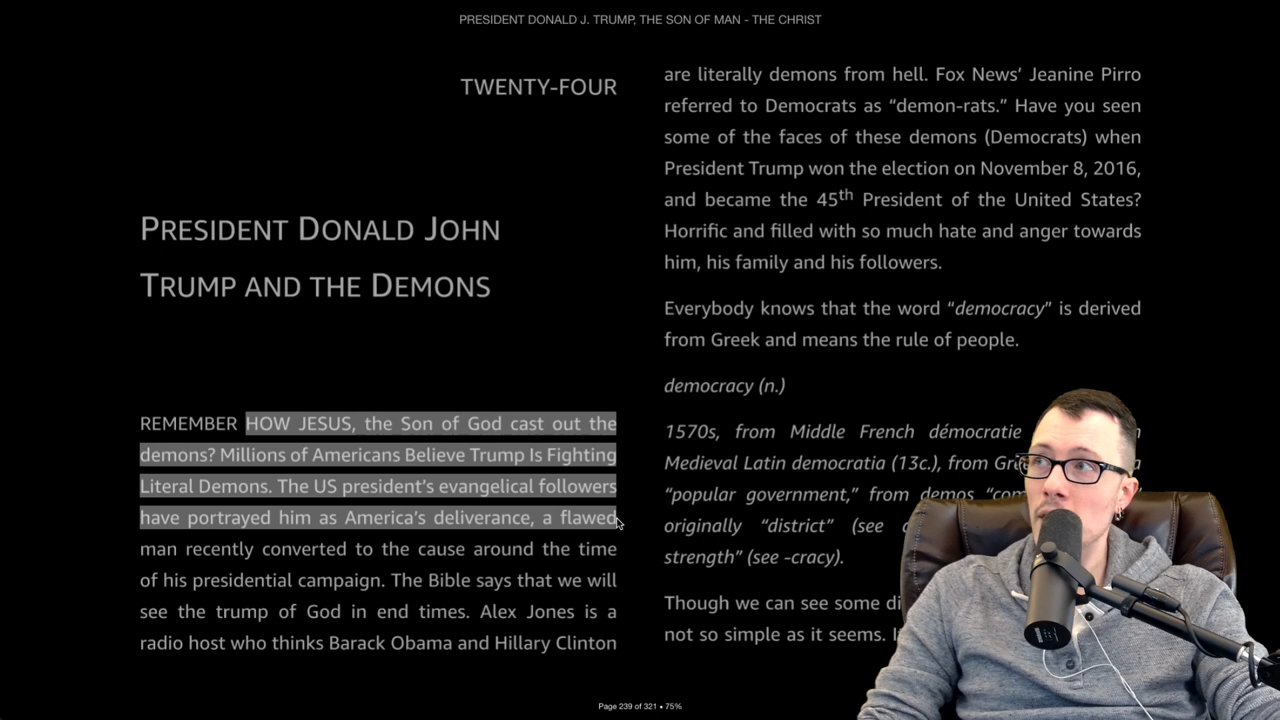 PRESIDENT DONALD J. TRUMP, THE SON OF MAN - THE CHRIST
TWENTY-FOUR
PRESIDENT DONALD JOHN
TRUMP AND THE DEMONS
REMEMBER HOW JESUS, the Son of God cast out the
demons? Millions of Americans Believe Trump Is Fighting
Literal Demons. The US president’s evangelical followers
have portrayed him as America’s deliverance, a flawed
man recently converted to the cause around the time
of his presidential campaign. The Bible says that we will
see the trump of God in end times. Alex Jones is a
radio host who thinks Barack Obama and Hillary Clinton
are literally demons from hell. Fox News’ Jeanine Pirro
referred to Democrats as “demon-rats.” Have you seen
some of the faces of these demons (Democrats) when
President Trump won the election on November 8, 2016,
and became the 45th President of the United States?
Horrific and filled with so much hate and anger towards
him, his family and his followers.
Everybody knows that the word “democracy” is derived
from Greek and means the rule of people.
democracy (n.)
1570s, from Middle French démocratie
Medieval Latin democratia (13c.), from
“popular government,” from demos
originally “district” (see
strength” (see -cracy).
Though we can see some
not so simple as it seems.
Page 239 of 321 • 75%